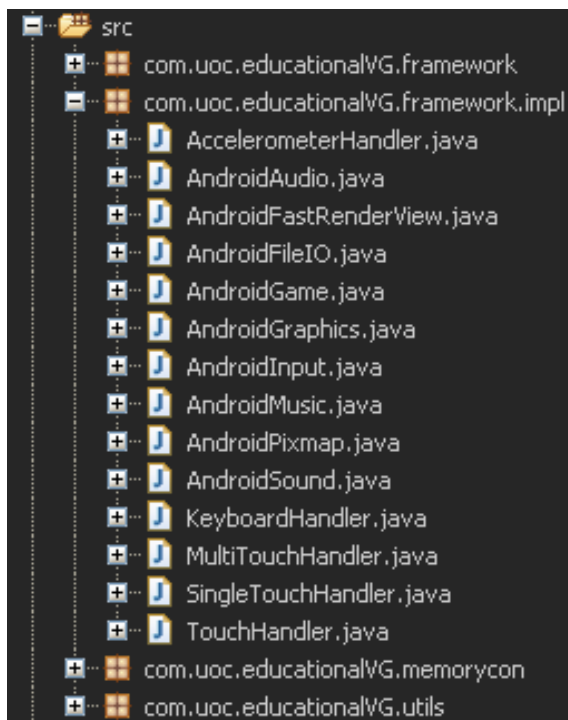 src
com.uoc.educationalVG.framework
com.uoc.educationalVG.framework.impl
AccelerometerHandler.java
AndroidAudio.java
AndroidFastRenderView.java
AndroidFileIO.java
AndroidGame.java
AndroidGraphics.java
AndroidInput.java
AndroidMusic.java
AndroidPixmap.java
AndroidSound.java
KeyboardHandler.java
MultiTouchHandler.java
SingleTouchHandler.java
TouchHandler.java
com.uoc.educationalVG.memorycon
com.uoc.educationalVG.utils